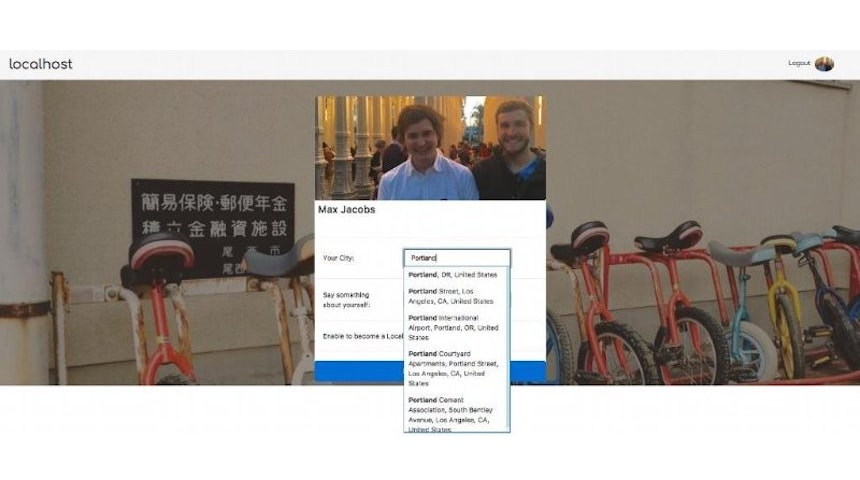 localhost
Logout
簡易保険・郵便年金
積立金融資施設
尾西市
尾西
Max Jacobs
Your City:
Portland
Portland, OR, United States
Portland Street, Los
Angeles, CA, United States
Portland International
Airport, Portland, OR, United
States
Portland Courtyard
Apartments, Portland Street,
Los Angeles, CA, United
States
Portland Cement
Association, South Bentley
Avenue, Los Angeles, CA,
United States
Say something
about yourself:
Enable to become a Local